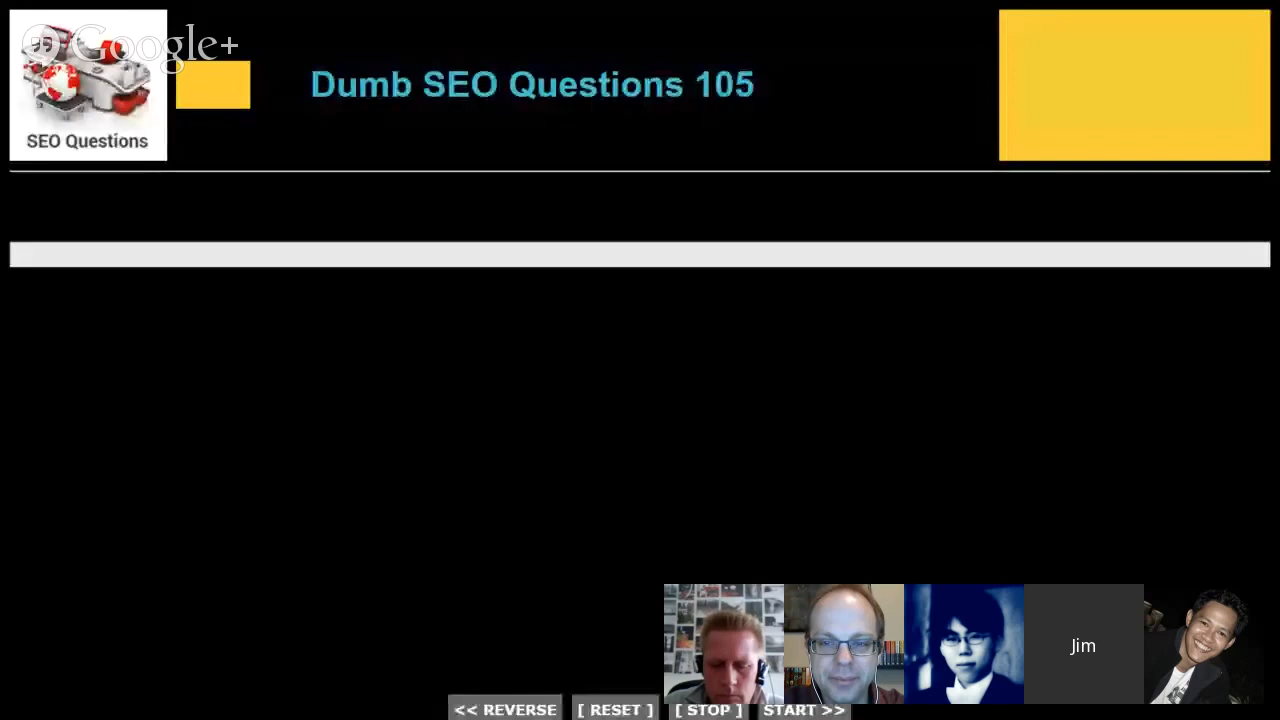 Google+
Dumb SEO Questions 105
SEO Questions
Jim
<< REVERSE [ RESET ] [ STOP ] START >>